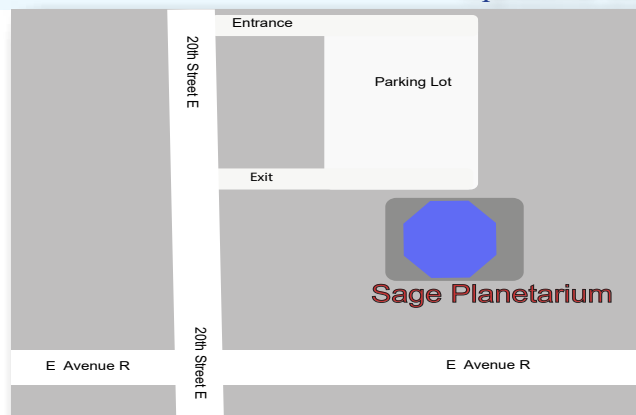 Entrance
20th Street E
Parking Lot
Exit
Sage Planetarium
20th Street E
E Avenue R
E Avenue R